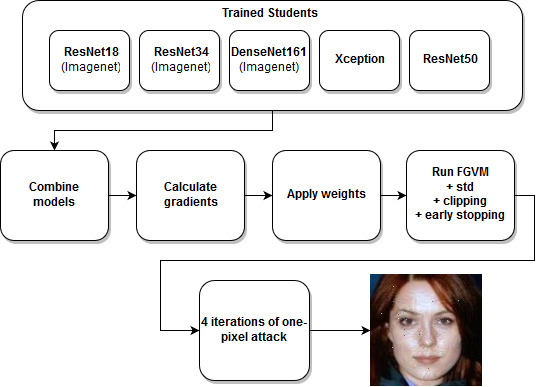 Trained Students
ResNet18
(Imagenet)
ResNet34
(Imagenet)
DenseNet161
(Imagenet)
Xception
ResNet50
Combine
models
Calculate
gradients
Apply weights
Run FGVM
+ std
+ clipping
+ early stopping
4 iterations of one-
pixel attack